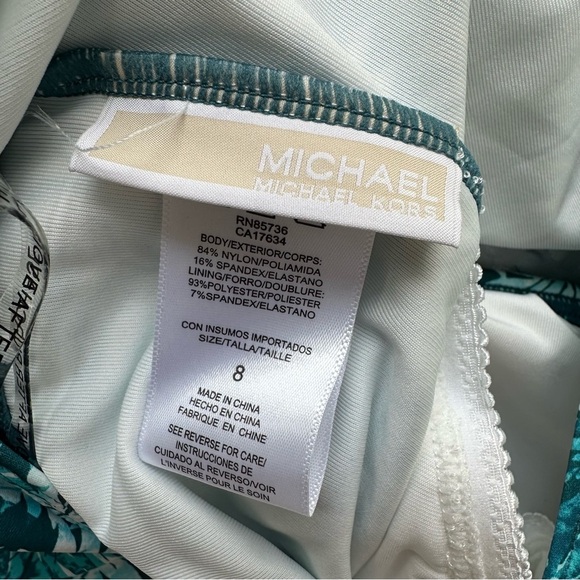 MICHAEL
MICHAEL KORS
RN85736
CA17634
BODY/EXTERIOR/CORPS:
84% NYLON/POLIAMIDA
16% SPANDEX/ELASTANO
LINING/FORRO/DOUBLURE:
93%POLYESTER/POLIESTER
7%SPANDEX/ELASTANO
CON INSUMOS IMPORTADOS
SIZE/TALLA/TAILLE
8
MADE IN CHINA
HECHO EN CHINA
FABRIQUE EN CHINE
SEE REVERSE FOR CARE/
INSTRUCCIONES DE
CUIDADO AL REVERSO/VOIR
L'INVERSE POUR LE SOIN